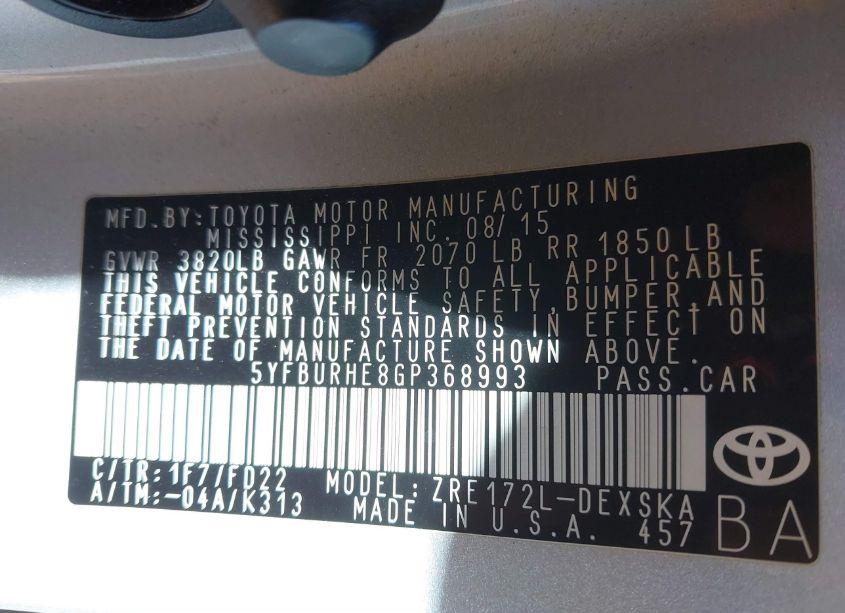 MFD.BY:TOYOTA MOTOR MANUFACTURING
MISSISSIPPI INC. 08/15
GVWR 3820LB GAWR FR 2070 LB RR 1850 LB
THIS VEHICLE CONFORMS TO ALL APPLICABLE
FEDERAL MOTOR VEHICLE SAFETY,BUMPER,AND
THEFT PREVENTION STANDARDS IN EFFECT ON
THE DATE OF MANUFACTURE SHOWN ABOVE.
5YFBURHE8GP368993 PASS.CAR
C/TR:1F7/FD22 MODEL:ZRE172L-DEXSKA
A/TM:-04A/K313 MADE IN U.S.A. 457
BA